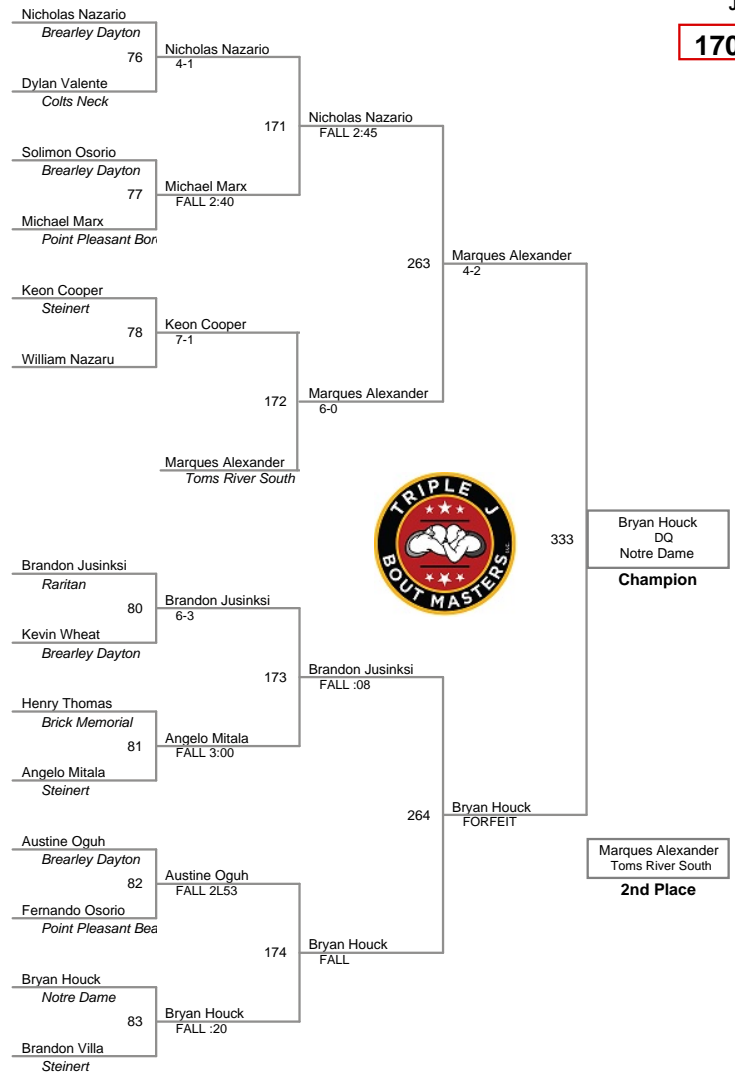 J
170
Nicholas Nazario
Brearley Dayton
76
Nicholas Nazario
4-1
Dylan Valente
Colts Neck
171
Nicholas Nazario
FALL 2:45
Solimon Osorio
Brearley Dayton
77
Michael Marx
FALL 2:40
Michael Marx
Point Pleasant Bor
263
Marques Alexander
4-2
Keon Cooper
Steinert
78
Keon Cooper
7-1
William Nazaru
172
Marques Alexander
6-0
Marques Alexander
Toms River South
TRIPLE J
BOUT MASTERS
333
Bryan Houck
DQ
Notre Dame
Champion
Brandon Jusinksi
Raritan
80
Brandon Jusinksi
6-3
Kevin Wheat
Brearley Dayton
173
Brandon Jusinksi
FALL :08
Henry Thomas
Brick Memorial
81
Angelo Mitala
FALL 3:00
Angelo Mitala
Steinert
264
Bryan Houck
FORFEIT
Austine Oguh
Brearley Dayton
82
Austine Oguh
FALL 2L53
Fernando Osorio
Point Pleasant Bea
174
Bryan Houck
FALL
Bryan Houck
Notre Dame
83
Bryan Houck
FALL :20
Brandon Villa
Steinert
Marques Alexander
Toms River South
2nd Place